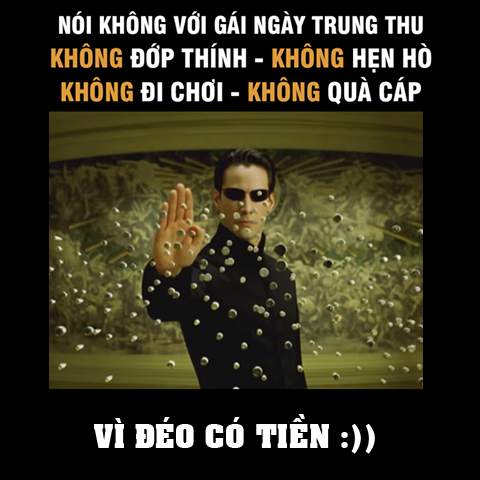 NÓI KHÔNG VỚI GÁI NGÀY TRUNG THU
KHÔNG ĐỚP THÍNH - KHÔNG HẸN HÒ
KHÔNG ĐI CHƠI - KHÔNG QUÀ CÁP
VÌ ĐÉO CÓ TIỀN :))